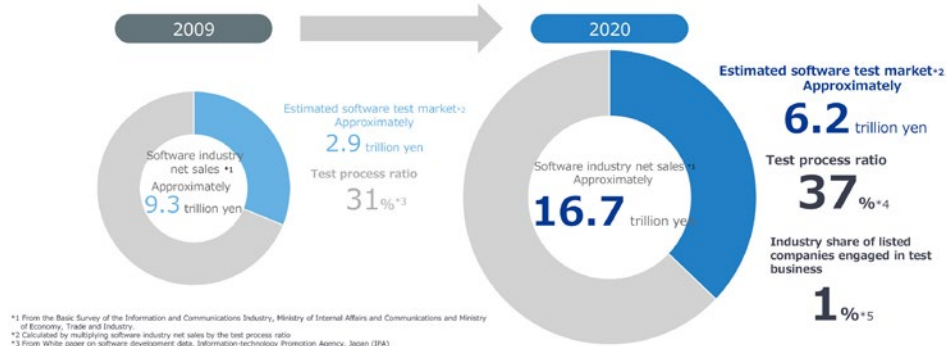 2009
2020
Software industry
net sales *1
Approximately
9.3 trillion yen
Estimated software test market*2
Approximately
2.9 trillion yen
Test process ratio
31%*3
Software industry net sales *1
Approximately
16.7 trillion ye
Estimated software test market*2
Approximately
6.2 trillion yen
Test process ratio
37%*4
Industry share of listed
companies engaged in test
business
1%*5
*1 From the Basic Survey of the Information and Communications Industry, Ministry of Internal Affairs and Communications and Ministry
of Economy, Trade and Industry.
*2 Calculated by multiplying software industry net sales by the test process ratio
*3 From White paper on software development data, Information-technology Promotion Agency, Japan (IPA)